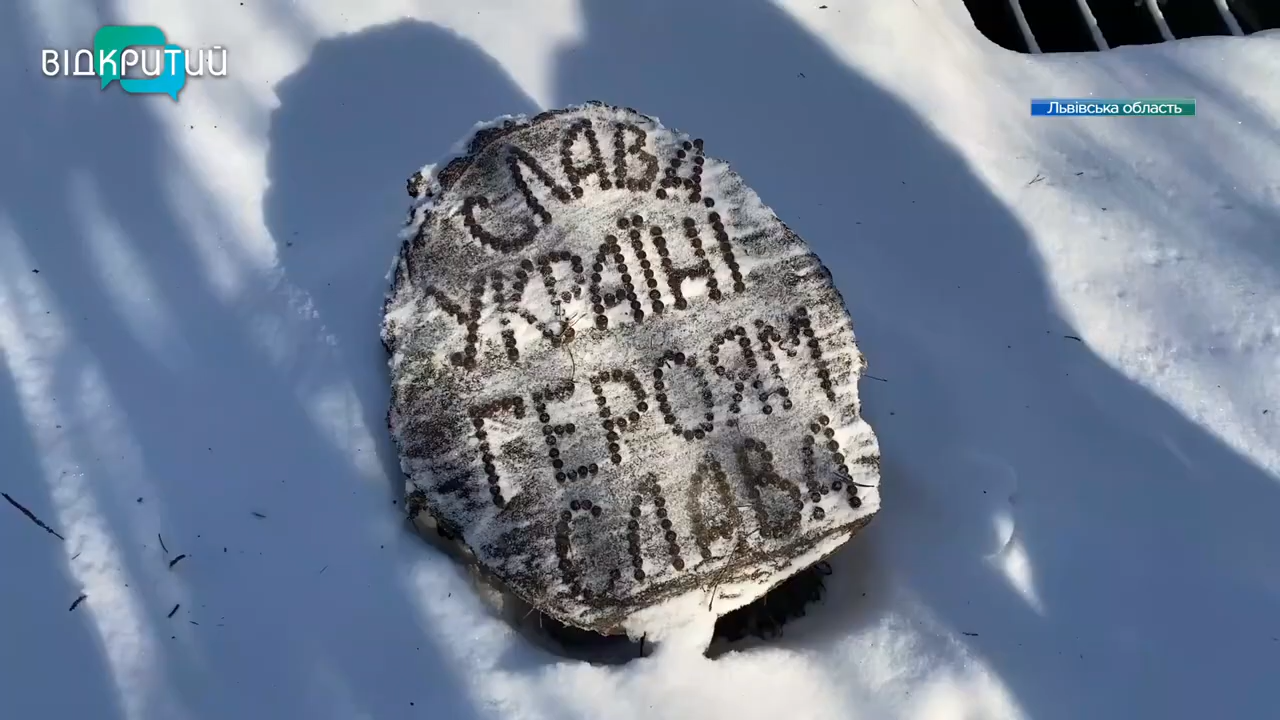 ВІДКРИТИЙ
Львівська область
СЛАВА
УКРАЇНІ
ГЕРОЯМ
СЛАВА